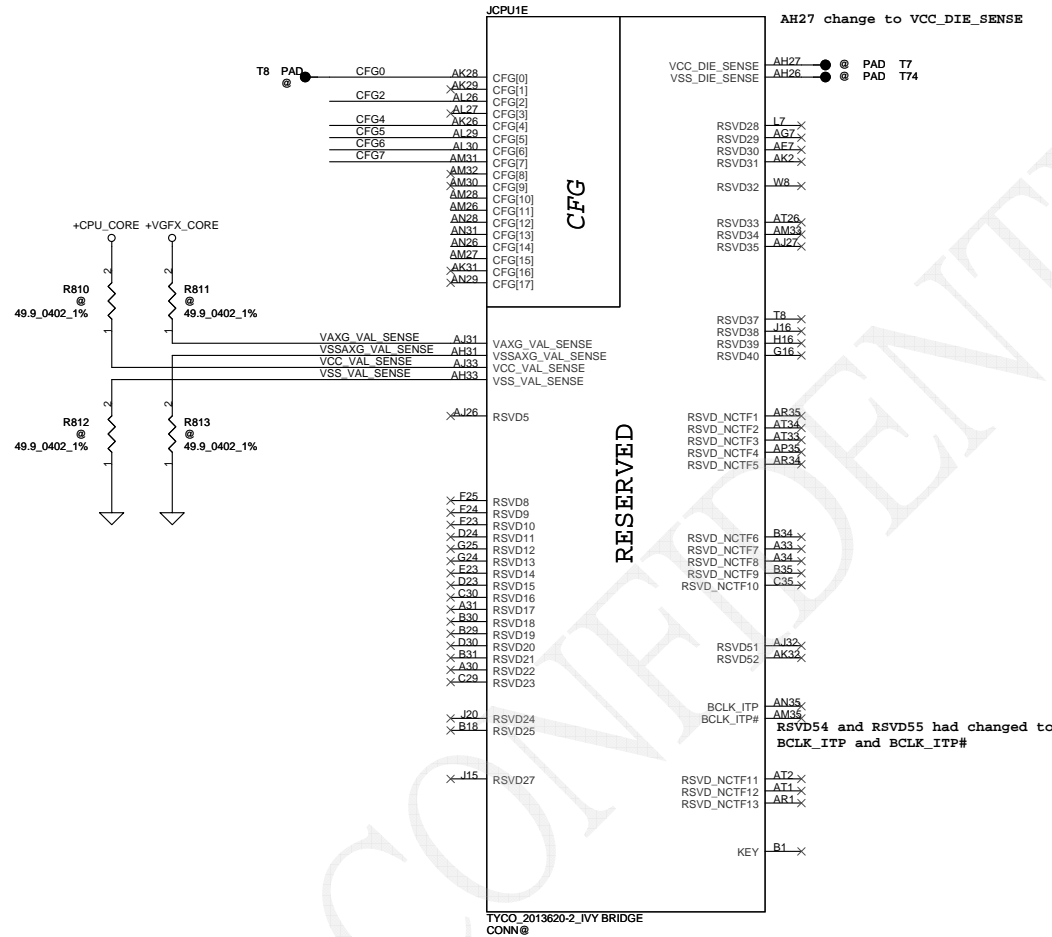 JCPU1E
AH27 change to VCC_DIE_SENSE
T8 PAD
@
CFG0 AK28 CFG[0]
AK29 CFG[1]
CFG2 AL26 CFG[2]
AL27 CFG[3]
CFG4 AK26 CFG[4]
CFG5 AL29 CFG[5]
CFG6 AL30 CFG[6]
CFG7 AM31 CFG[7]
AM32 CFG[8]
AM30 CFG[9]
AM28 CFG[10]
AM26 CFG[11]
AN28 CFG[12]
AN31 CFG[13]
AN26 CFG[14]
AM27 CFG[15]
AK31 CFG[16]
AN29 CFG[17]
CFG
+CPU_CORE +VGFX_CORE
2 2
R810 R811
@ @
49.9_0402_1% 49.9_0402_1%
1 1
VAXG_VAL_SENSE AJ31 VAXG_VAL_SENSE
VSSAXG_VAL_SENSE AH31 VSSAXG_VAL_SENSE
VCC_VAL_SENSE AJ33 VCC_VAL_SENSE
VSS_VAL_SENSE AH33 VSS_VAL_SENSE
2 2
R812 R813
@ @
49.9_0402_1% 49.9_0402_1%
1 1
AJ26 RSVD5
RESERVED
F25 RSVD8
F24 RSVD9
F23 RSVD10
D24 RSVD11
G25 RSVD12
G24 RSVD13
E23 RSVD14
D23 RSVD15
C30 RSVD16
A31 RSVD17
B30 RSVD18
B29 RSVD19
D30 RSVD20
B31 RSVD21
A30 RSVD22
C29 RSVD23
J20 RSVD24
B18 RSVD25
J15 RSVD27
VCC_DIE_SENSE AH27 @ PAD T7
VSS_DIE_SENSE AH26 @ PAD T74
RSVD28 L7
RSVD29 AG7
RSVD30 AE7
RSVD31 AK2
RSVD32 W8
RSVD33 AT26
RSVD34 AM33
RSVD35 AJ27
RSVD37 T8
RSVD38 J16
RSVD39 H16
RSVD40 G16
RSVD_NCTF1 AR35
RSVD_NCTF2 AT34
RSVD_NCTF3 AT33
RSVD_NCTF4 AP35
RSVD_NCTF5 AR34
RSVD_NCTF6 B34
RSVD_NCTF7 A33
RSVD_NCTF8 A34
RSVD_NCTF9 B35
RSVD_NCTF10 C35
RSVD51 AJ32
RSVD52 AK32
BCLK_ITP AN35
BCLK_ITP# AM35
RSVD54 and RSVD55 had changed to
BCLK_ITP and BCLK_ITP#
RSVD_NCTF11 AT2
RSVD_NCTF12 AT1
RSVD_NCTF13 AR1
KEY B1
TYCO_2013620-2_IVY BRIDGE
CONN@
CONFIDENT